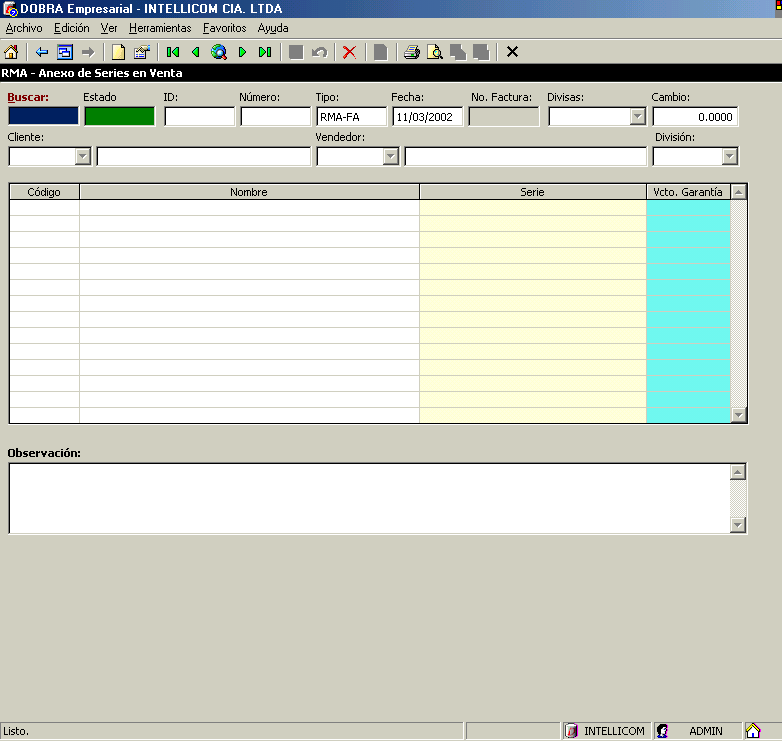 DOBRA Empresarial - INTELLICOM CIA. LTDA
Archivo Edición Ver Herramientas Favoritos Ayuda
RMA - Anexo de Series en Venta
Buscar: Estado ID: Número: Tipo: Fecha: No. Factura: Divisas: Cambio:
RMA-FA 11/03/2002 0.0000
Cliente: Vendedor: División:
Código Nombre Serie Vcto. Garantía
Observación:
Listo. INTELLICOM ADMIN